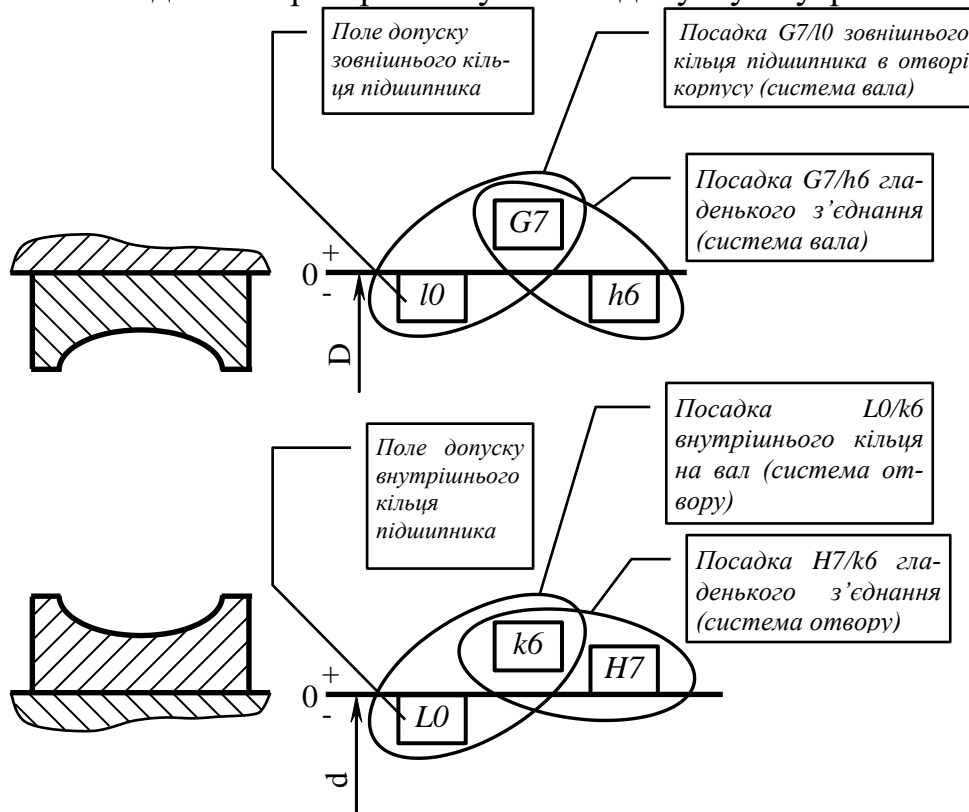 Поле допуску
зовнішнього кіль-
ця підшипника
Посадка G7/l0 зовнішнього
кільця підшипника в отворі
корпусу (система вала)
Посадка G7/h6 гла-
денького з’єднання
(система вала)
G7
0
+
-
l0
h6
D
Посадка L0/k6
внутрішнього кільця
на вал (система от-
вору)
Поле допуску
внутрішнього
кільця
підшипника
Посадка H7/k6 гла-
денького з’єднання
(система отвору)
k6
H7
0
+
-
L0
d